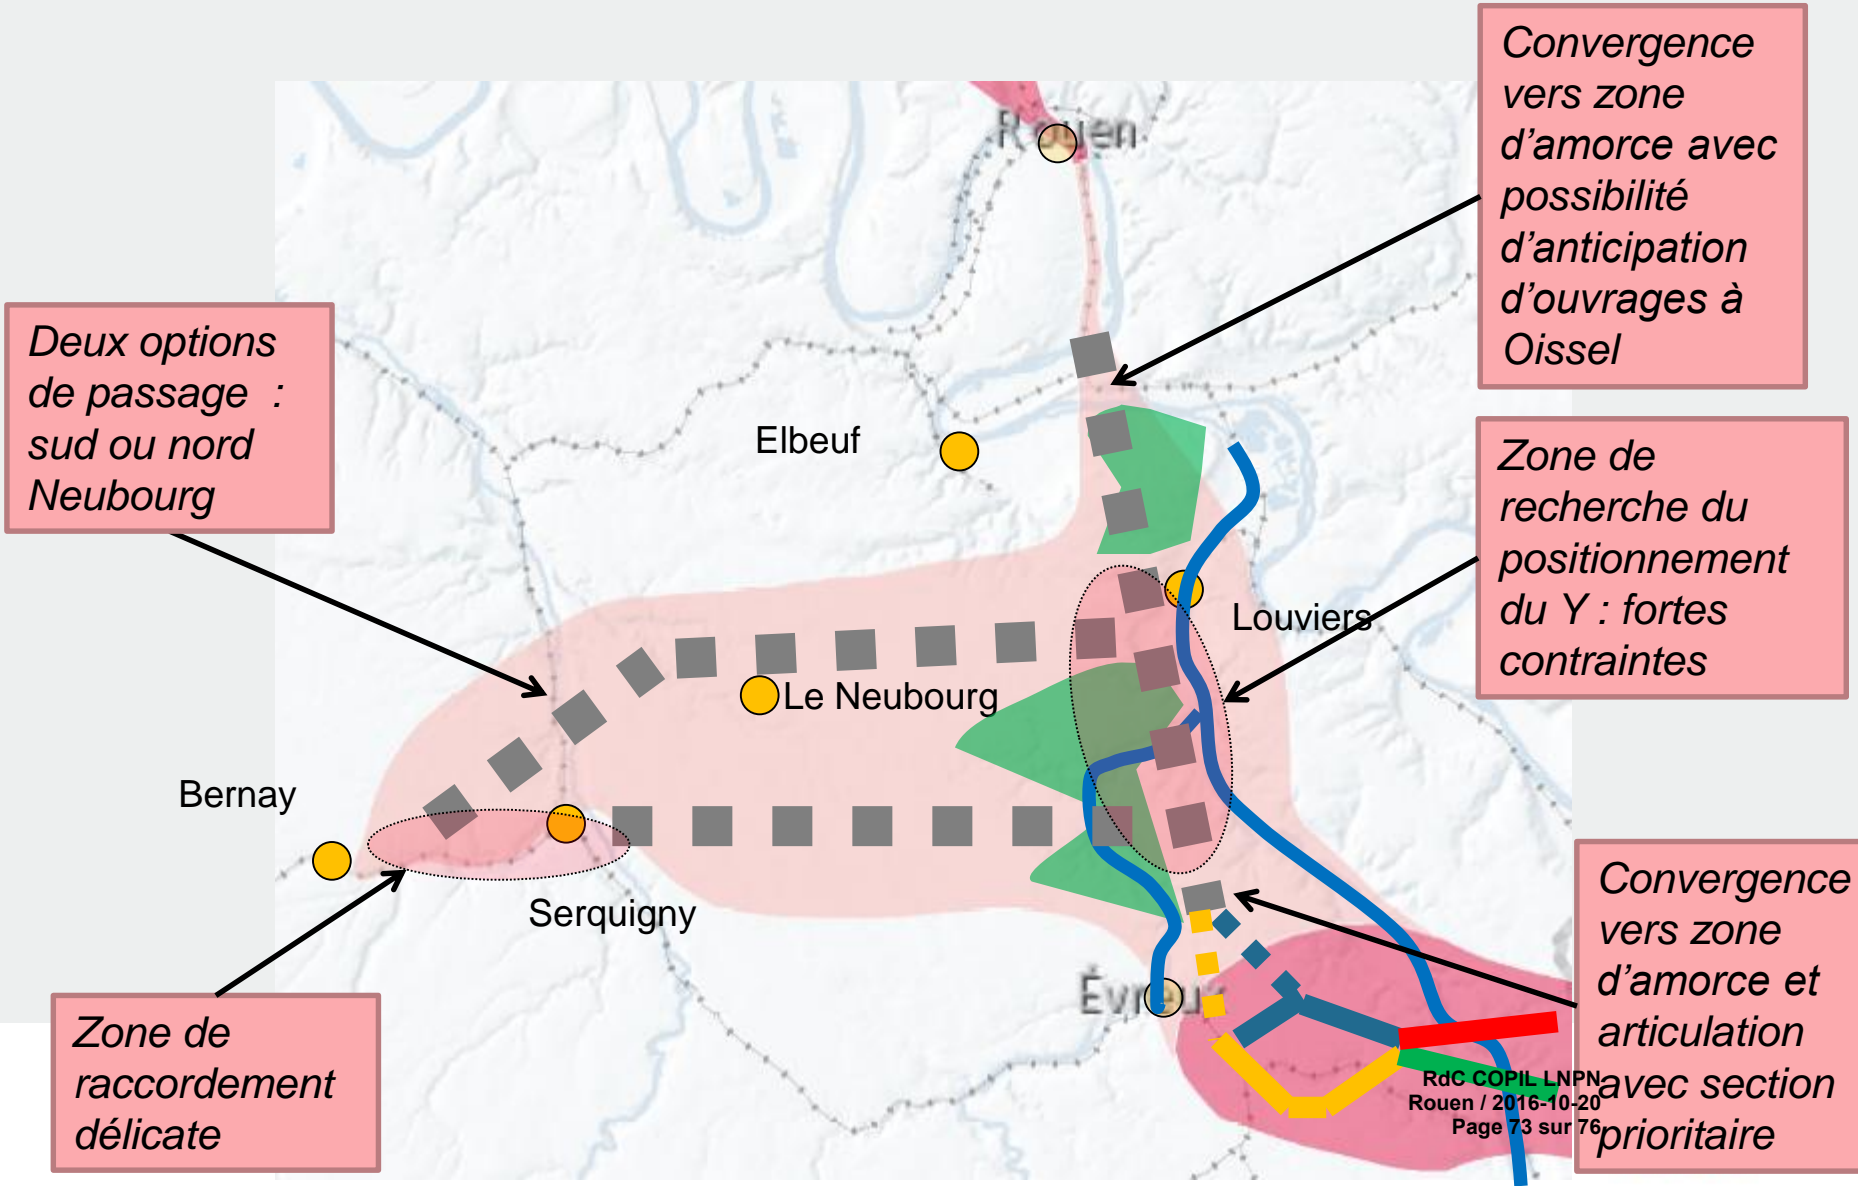 Convergence
vers zone
d'amorce avec
possibilité
d'anticipation
d'ouvrages à
Oissel
Rouen
Deux options
de passage :
sud ou nord
Neubourg
Elbeuf
Zone de
recherche du
positionnement
du Y : fortes
contraintes
Louviers
Le Neubourg
Bernay
Serquigny
Convergence
vers zone
d'amorce et
articulation
avec section
prioritaire
Évreux
Zone de
raccordement
délicate
RdC COPIL LNPN
Rouen / 2016-10-20
Page 73 sur 76